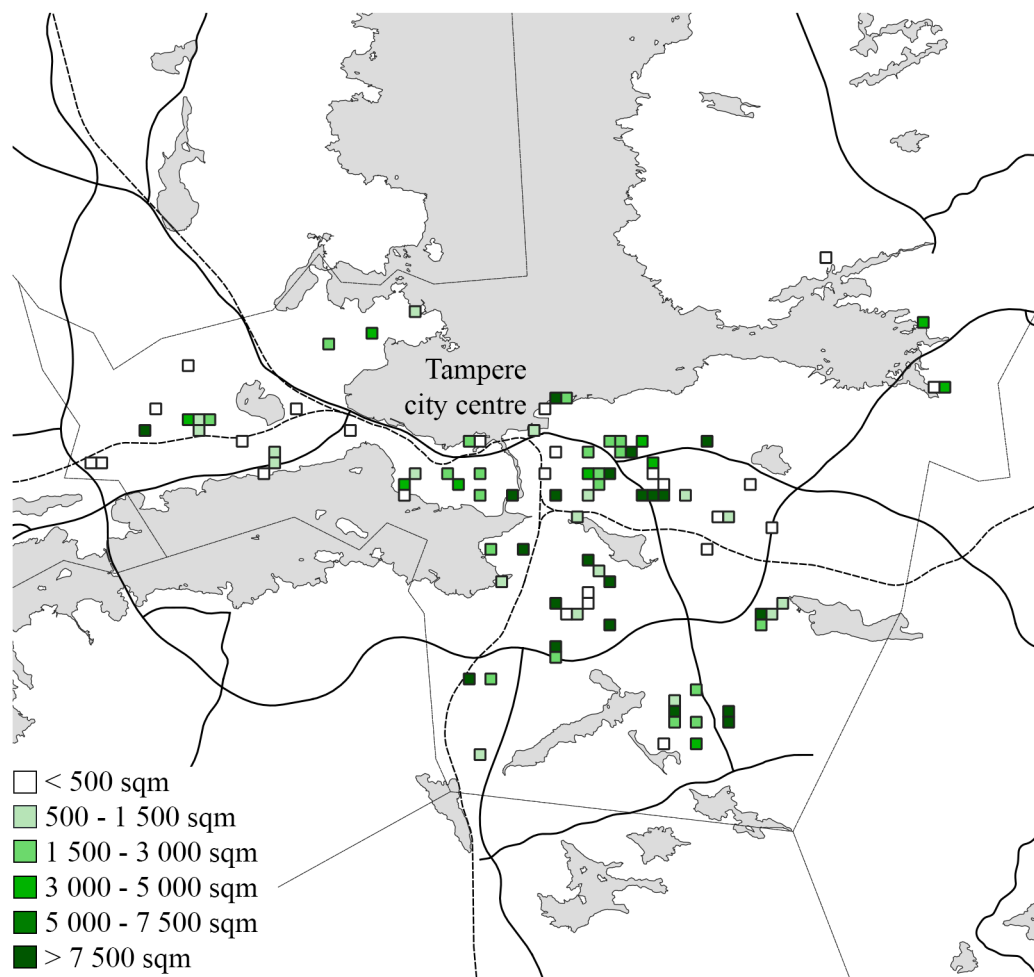 Tampere
city centre
< 500 sqm
500 - 1 500 sqm
1 500 - 3 000 sqm
3 000 - 5 000 sqm
5 000 - 7 500 sqm
> 7 500 sqm